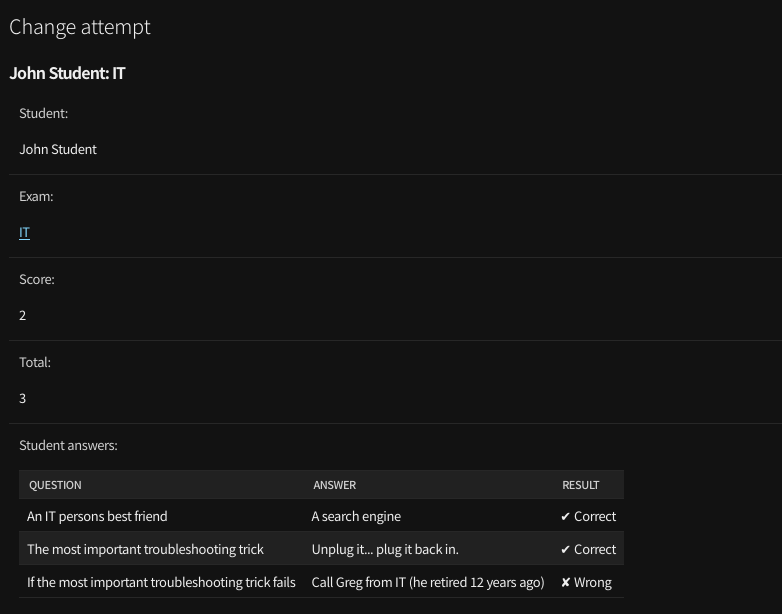 Change attempt
John Student: IT
Student:
John Student
Exam:
IT
Score:
2
Total:
3
Student answers:
QUESTION ANSWER RESULT
An IT persons best friend A search engine ✔ Correct
The most important troubleshooting trick Unplug it... plug it back in. ✔ Correct
If the most important troubleshooting trick fails Call Greg from IT (he retired 12 years ago) ✘ Wrong